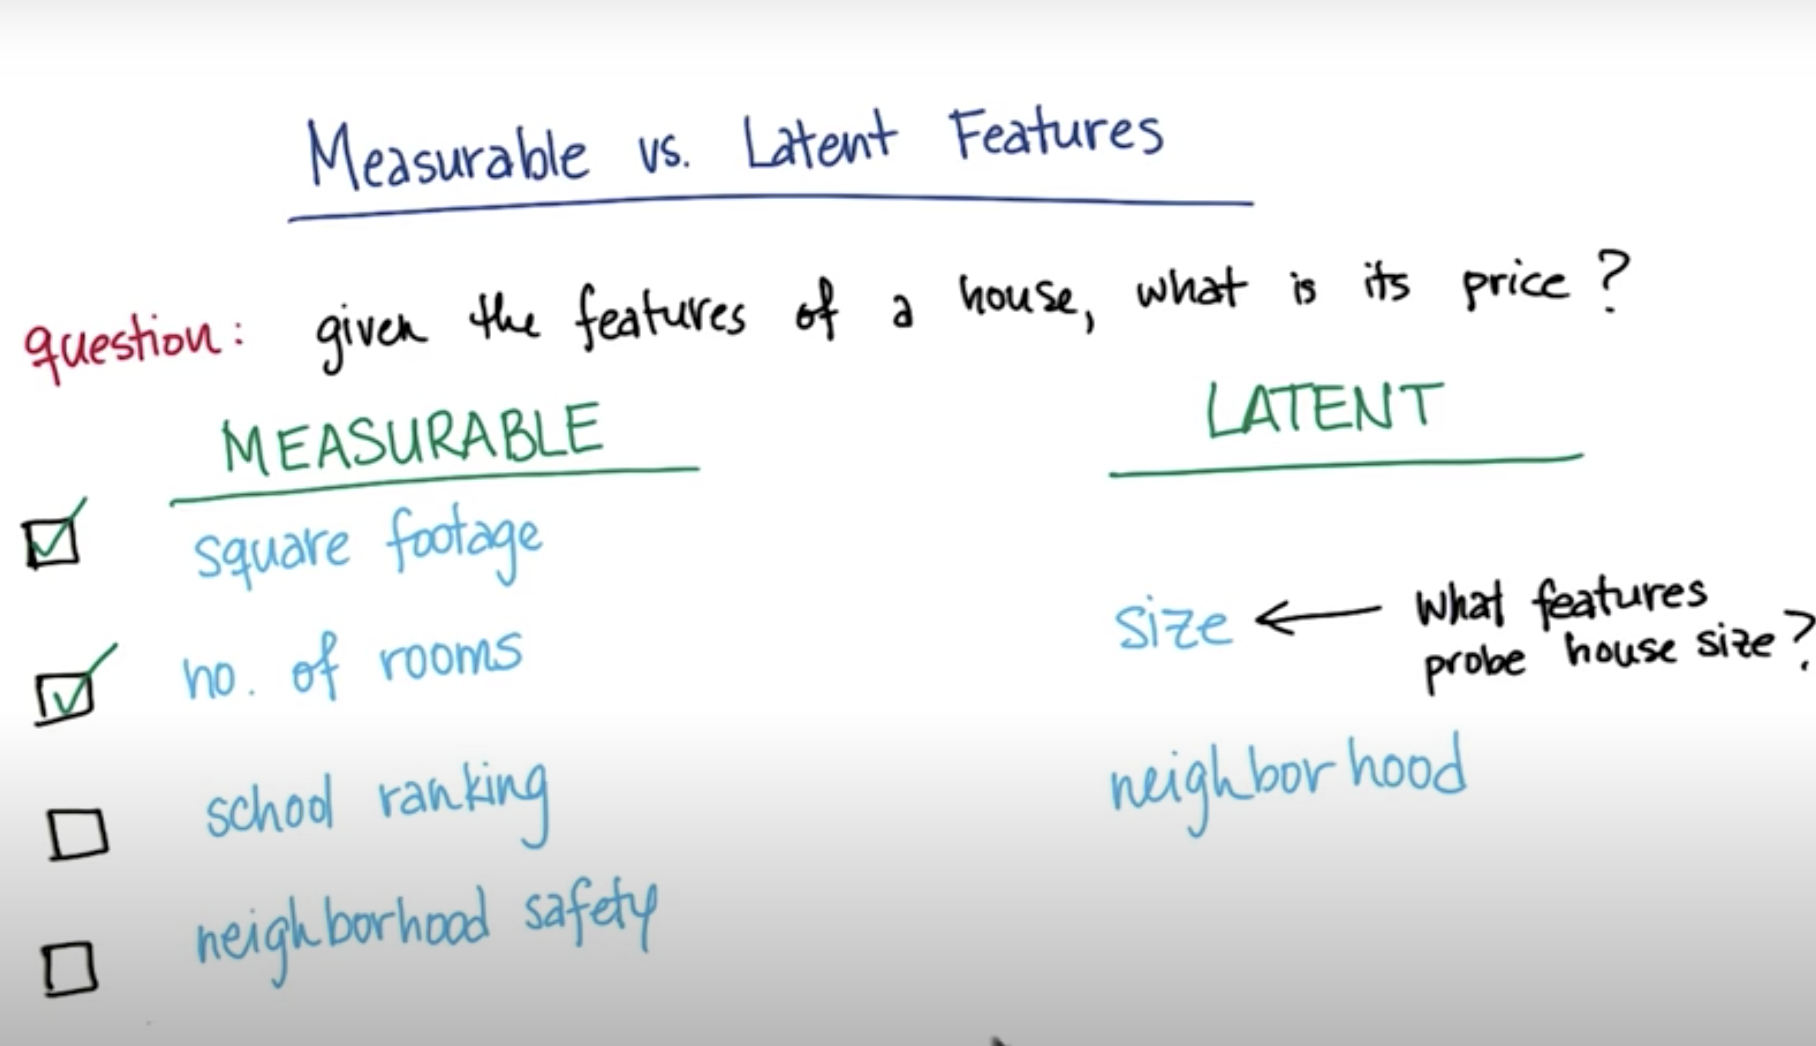 Measurable vs. Latent Features
question: given the features of a house, what is its price?
MEASURABLE
square footage
no. of rooms
school ranking
neighborhood safety
LATENT
size ← what features
probe house size?
neighborhood